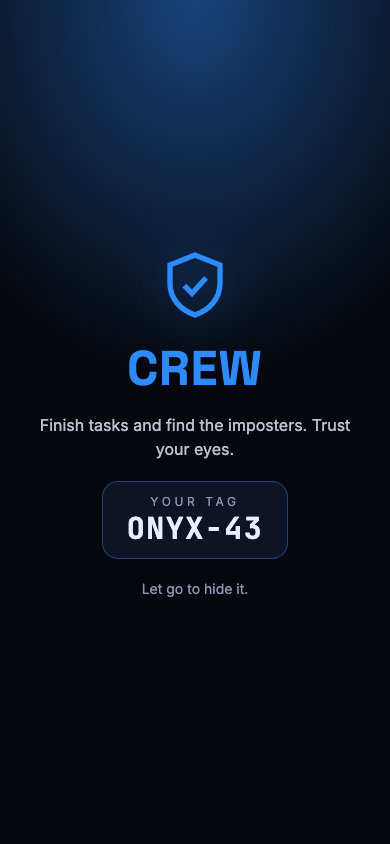 CREW
Finish tasks and find the imposters. Trust
your eyes.
YOUR TAG
ONYX-43
Let go to hide it.